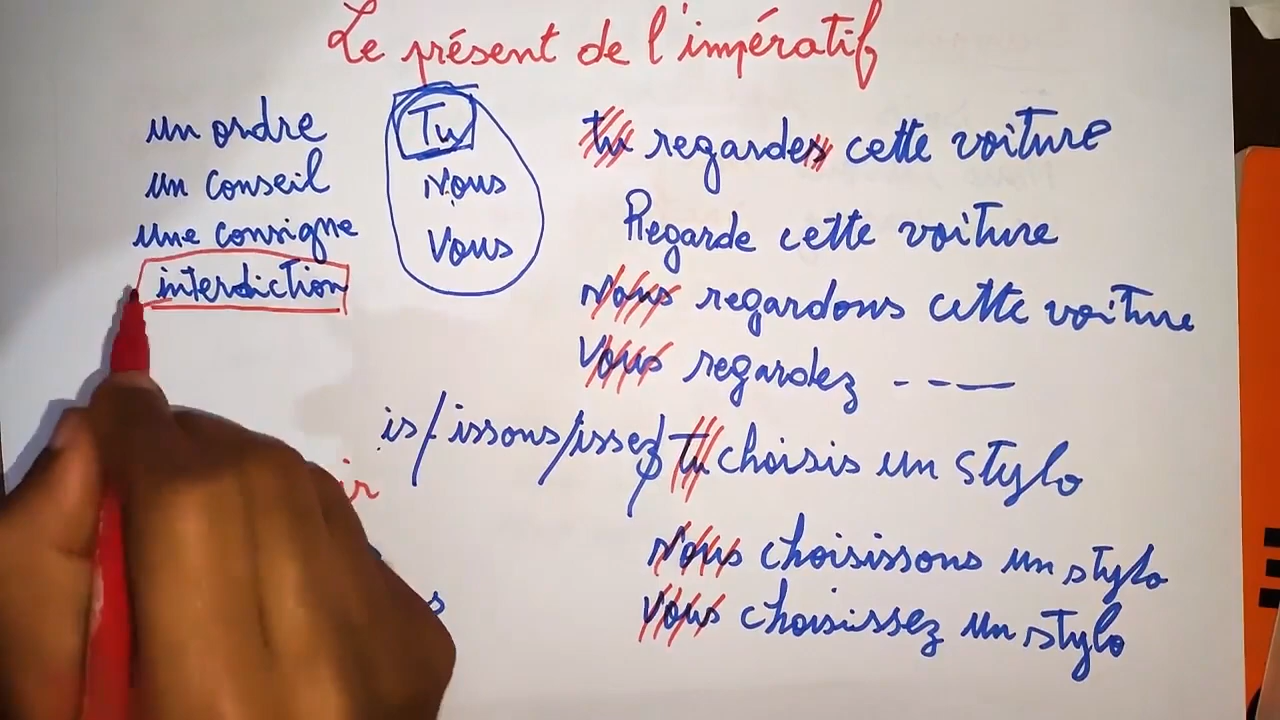 Le présent de l'impératif
un ordre
un conseil
une consigne
interdiction
Tu
Nous
Vous
tu regardes cette voiture
Regarde cette voiture
Nous regardons cette voiture
Vous regardez - - —
is/issons/issez
Tu choisis un stylo
Nous choisissons un stylo
Vous choisissez un stylo
ir
s